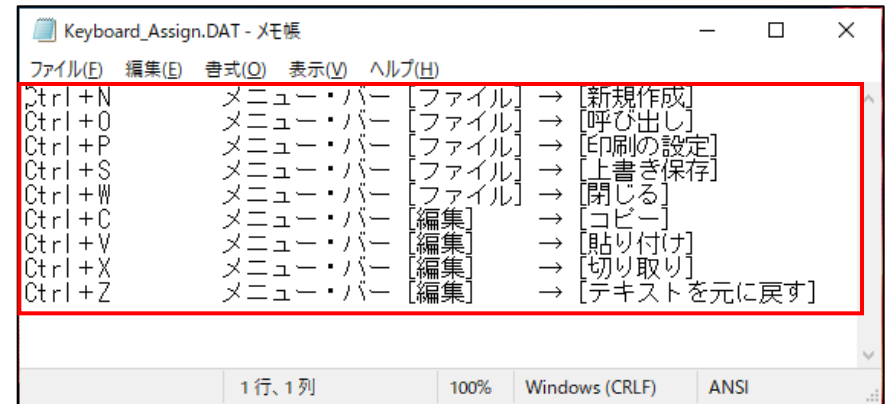 Keyboard_Assign.DAT - メモ帳
ファイル(F) 編集(E) 書式(O) 表示(V) ヘルプ(H)
Ctrl+N メニュー・バー [ファイル] → [新規作成]
Ctrl+O メニュー・バー [ファイル] → [呼び出し]
Ctrl+P メニュー・バー [ファイル] → [印刷の設定]
Ctrl+S メニュー・バー [ファイル] → [上書き保存]
Ctrl+W メニュー・バー [ファイル] → [閉じる]
Ctrl+C メニュー・バー [編集] → [コピー]
Ctrl+V メニュー・バー [編集] → [貼り付け]
Ctrl+X メニュー・バー [編集] → [切り取り]
Ctrl+Z メニュー・バー [編集] → [テキストを元に戻す]
1行、1列 100% Windows (CRLF) ANSI